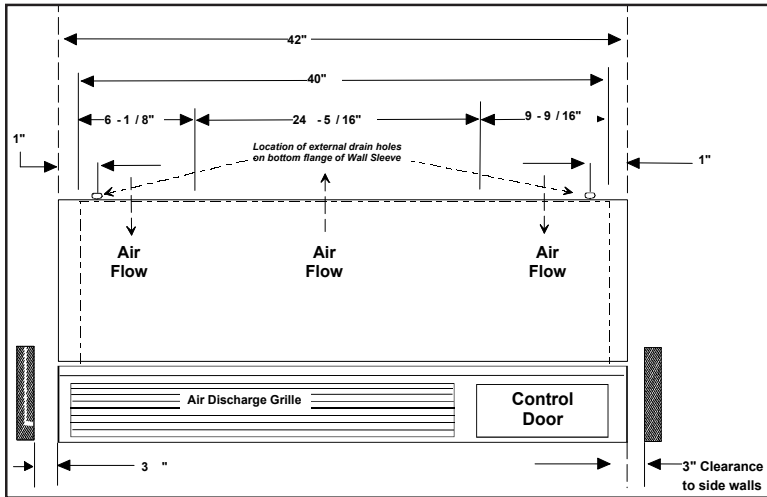 42"
40"
6 - 1 / 8"
24 - 5 / 16"
9 - 9 / 16"
1"
Location of external drain holes
on bottom flange of Wall Sleeve
1"
Air
Flow
Air
Flow
Air
Flow
Air Discharge Grille
Control
Door
3 "
3" Clearance
to side walls